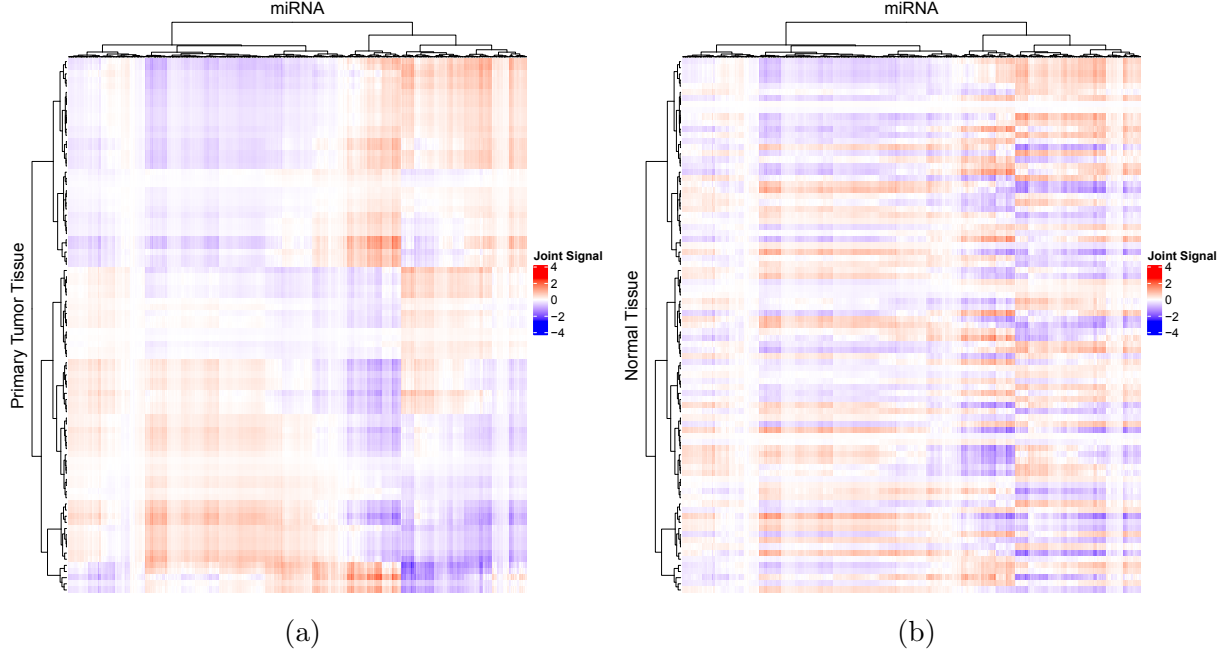 miRNA
Primary Tumor Tissue
Joint Signal
4
2
0
−2
−4
(a)
miRNA
Normal Tissue
Joint Signal
4
2
0
−2
−4
(b)